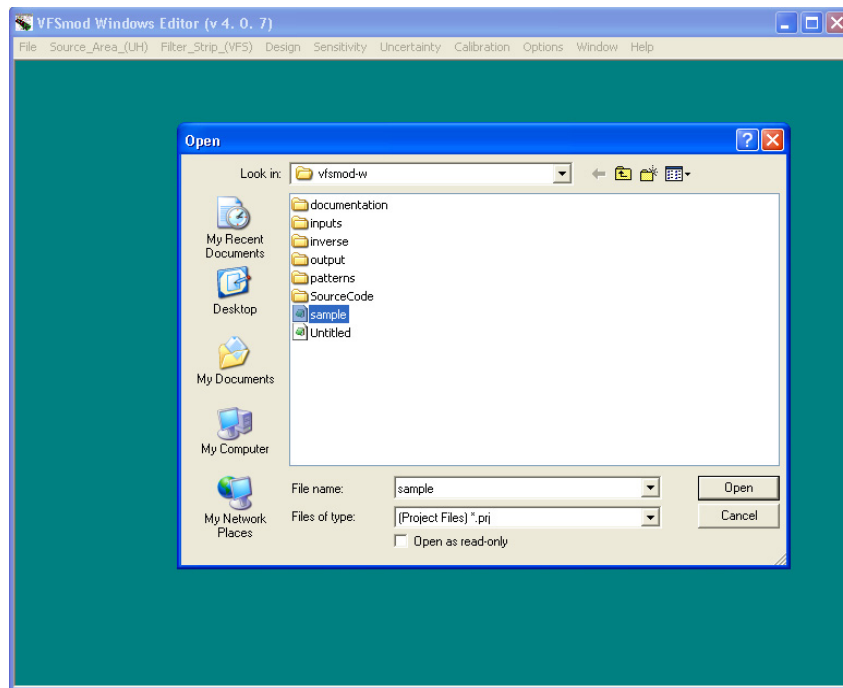 VFSmod Windows Editor (v 4. 0. 7)
File Source_Area_(UH) Filter_Strip_(VFS) Design Sensitivity Uncertainty Calibration Options Window Help
Open
Look in: vfsmod-w
My Recent Documents
Desktop
My Documents
My Computer
My Network Places
documentation
inputs
inverse
output
patterns
SourceCode
sample
Untitled
File name: sample Open
Files of type: (Project Files) *.prj Cancel
Open as read-only